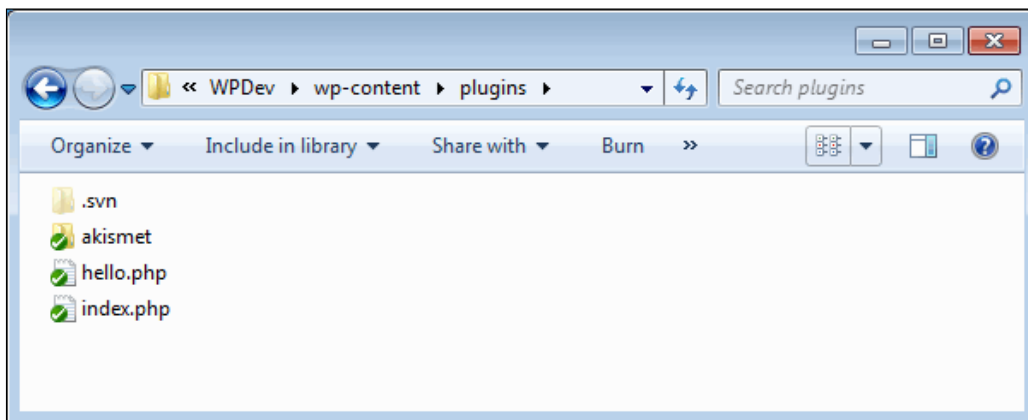 « WPDev ▸ wp-content ▸ plugins ▸ Search plugins
Organize ▾ Include in library ▾ Share with ▾ Burn »
.svn
akismet
hello.php
index.php